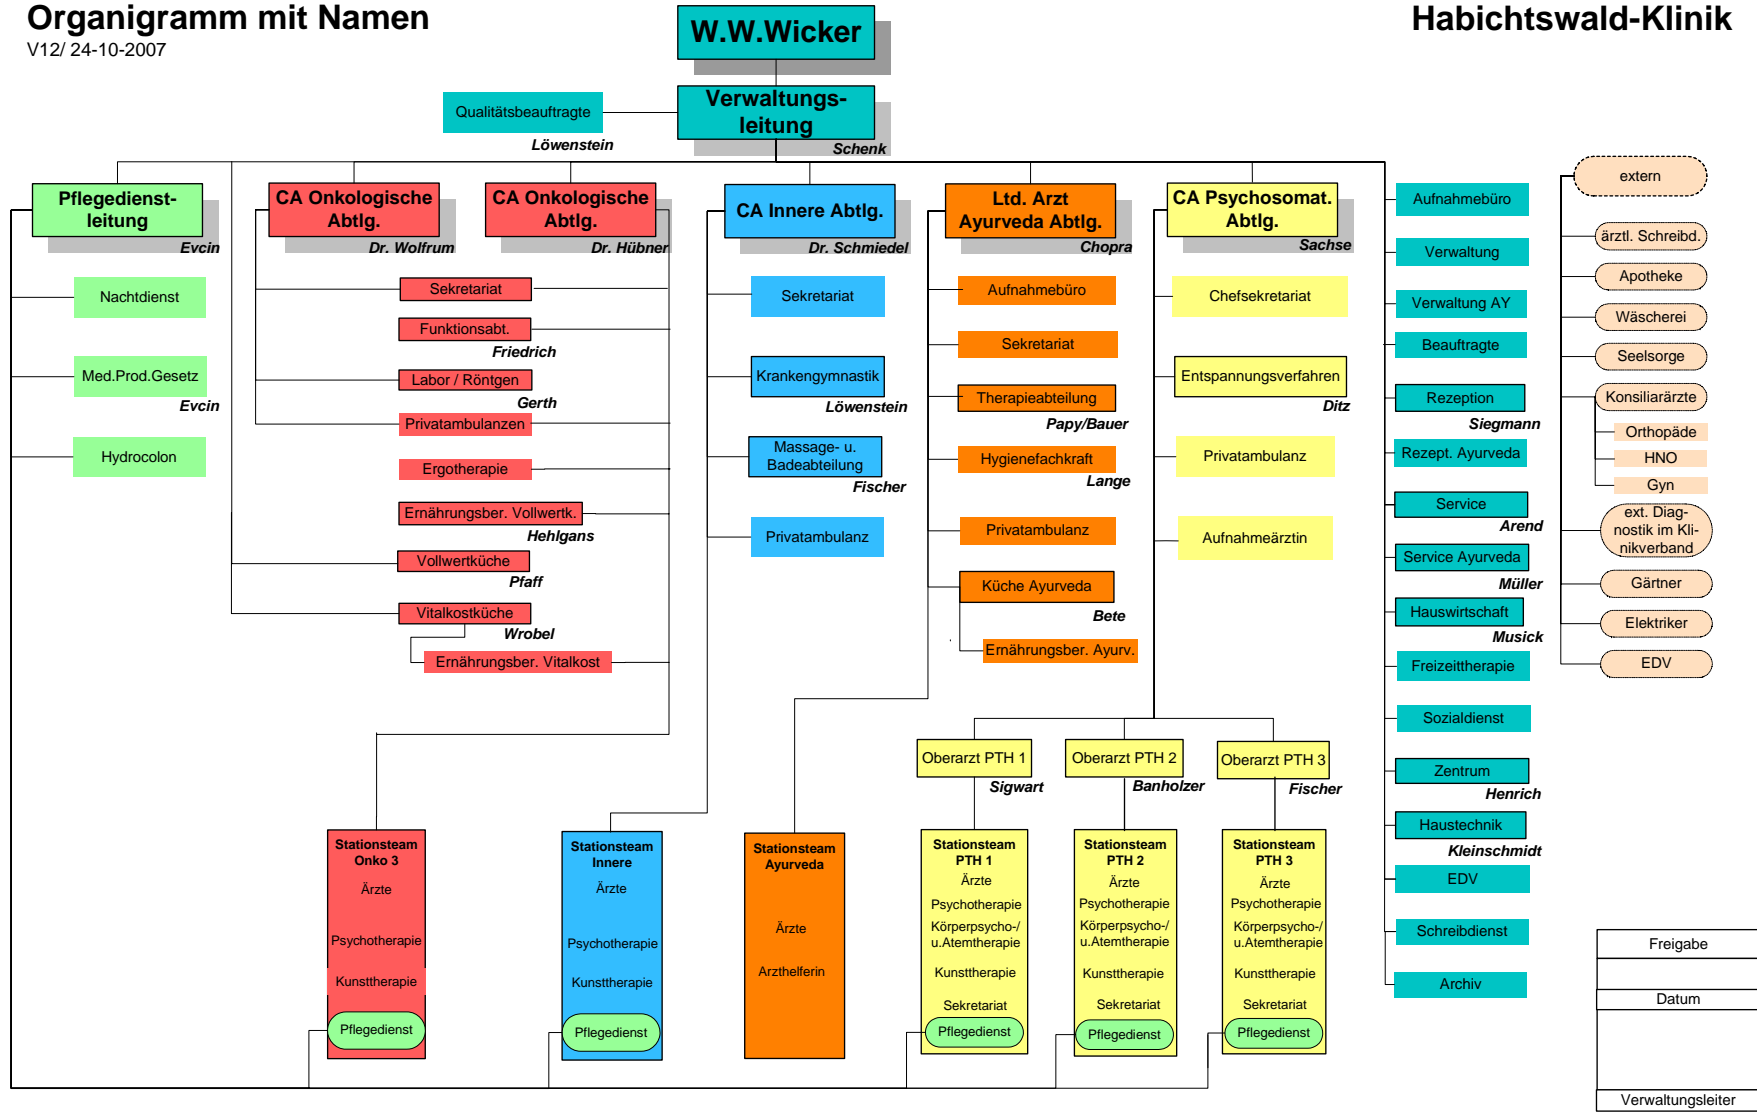 Organigramm mit Namen
V12/ 24-10-2007
W.W.Wicker
Habichtswald-Klinik
Qualitätsbeauftragte
Löwenstein
Verwaltungs-
leitung
Schenk
Pflegedienst-
leitung
Evcin
Nachtdienst
Med.Prod.Gesetz
Evcin
Hydrocolon
CA Onkologische
Abtlg.
Dr. Wolfrum
CA Onkologische
Abtlg.
Dr. Hübner
Sekretariat
Funktionsabt.
Friedrich
Labor / Röntgen
Gerth
Privatambulanzen
Ergotherapie
Ernährungsber. Vollwertk.
Hehlgans
Vollwertküche
Pfaff
Vitalkostküche
Wrobel
Ernährungsber. Vitalkost
CA Innere Abtlg.
Dr. Schmiedel
Sekretariat
Krankengymnastik
Löwenstein
Massage- u.
Badeabteilung
Fischer
Privatambulanz
Ltd. Arzt
Ayurveda Abtlg.
Chopra
Aufnahmebüro
Sekretariat
Therapieabteilung
Papy/Bauer
Hygienefachkraft
Lange
Privatambulanz
Küche Ayurveda
Bete
Ernährungsber. Ayurv.
CA Psychosomat.
Abtlg.
Sachse
Chefsekretariat
Entspannungsverfahren
Ditz
Privatambulanz
Aufnahmeärztin
Oberarzt PTH 1
Sigwart
Oberarzt PTH 2
Banholzer
Oberarzt PTH 3
Fischer
Aufnahmebüro
Verwaltung
Verwaltung AY
Beauftragte
Rezeption
Siegmann
Rezept. Ayurveda
Service
Arend
Service Ayurveda
Müller
Hauswirtschaft
Musick
Freizeittherapie
Sozialdienst
Zentrum
Henrich
Haustechnik
Kleinschmidt
EDV
Schreibdienst
Archiv
extern
ärztl. Schreibd.
Apotheke
Wäscherei
Seelsorge
Konsiliarärzte
Orthopäde
HNO
Gyn
ext. Diag-
nostik im Kli-
nikverband
Gärtner
Elektriker
EDV
Stationsteam
Onko 3
Ärzte
Psychotherapie
Kunsttherapie
Pflegedienst
Stationsteam
Innere
Ärzte
Psychotherapie
Kunsttherapie
Pflegedienst
Stationsteam
Ayurveda
Ärzte
Arzthelferin
Stationsteam
PTH 1
Ärzte
Psychotherapie
Körperpsycho-/
u.Atemtherapie
Kunsttherapie
Sekretariat
Pflegedienst
Stationsteam
PTH 2
Ärzte
Psychotherapie
Körperpsycho-/
u.Atemtherapie
Kunsttherapie
Sekretariat
Pflegedienst
Stationsteam
PTH 3
Ärzte
Psychotherapie
Körperpsycho-/
u.Atemtherapie
Kunsttherapie
Sekretariat
Pflegedienst
Freigabe
Datum
Verwaltungsleiter